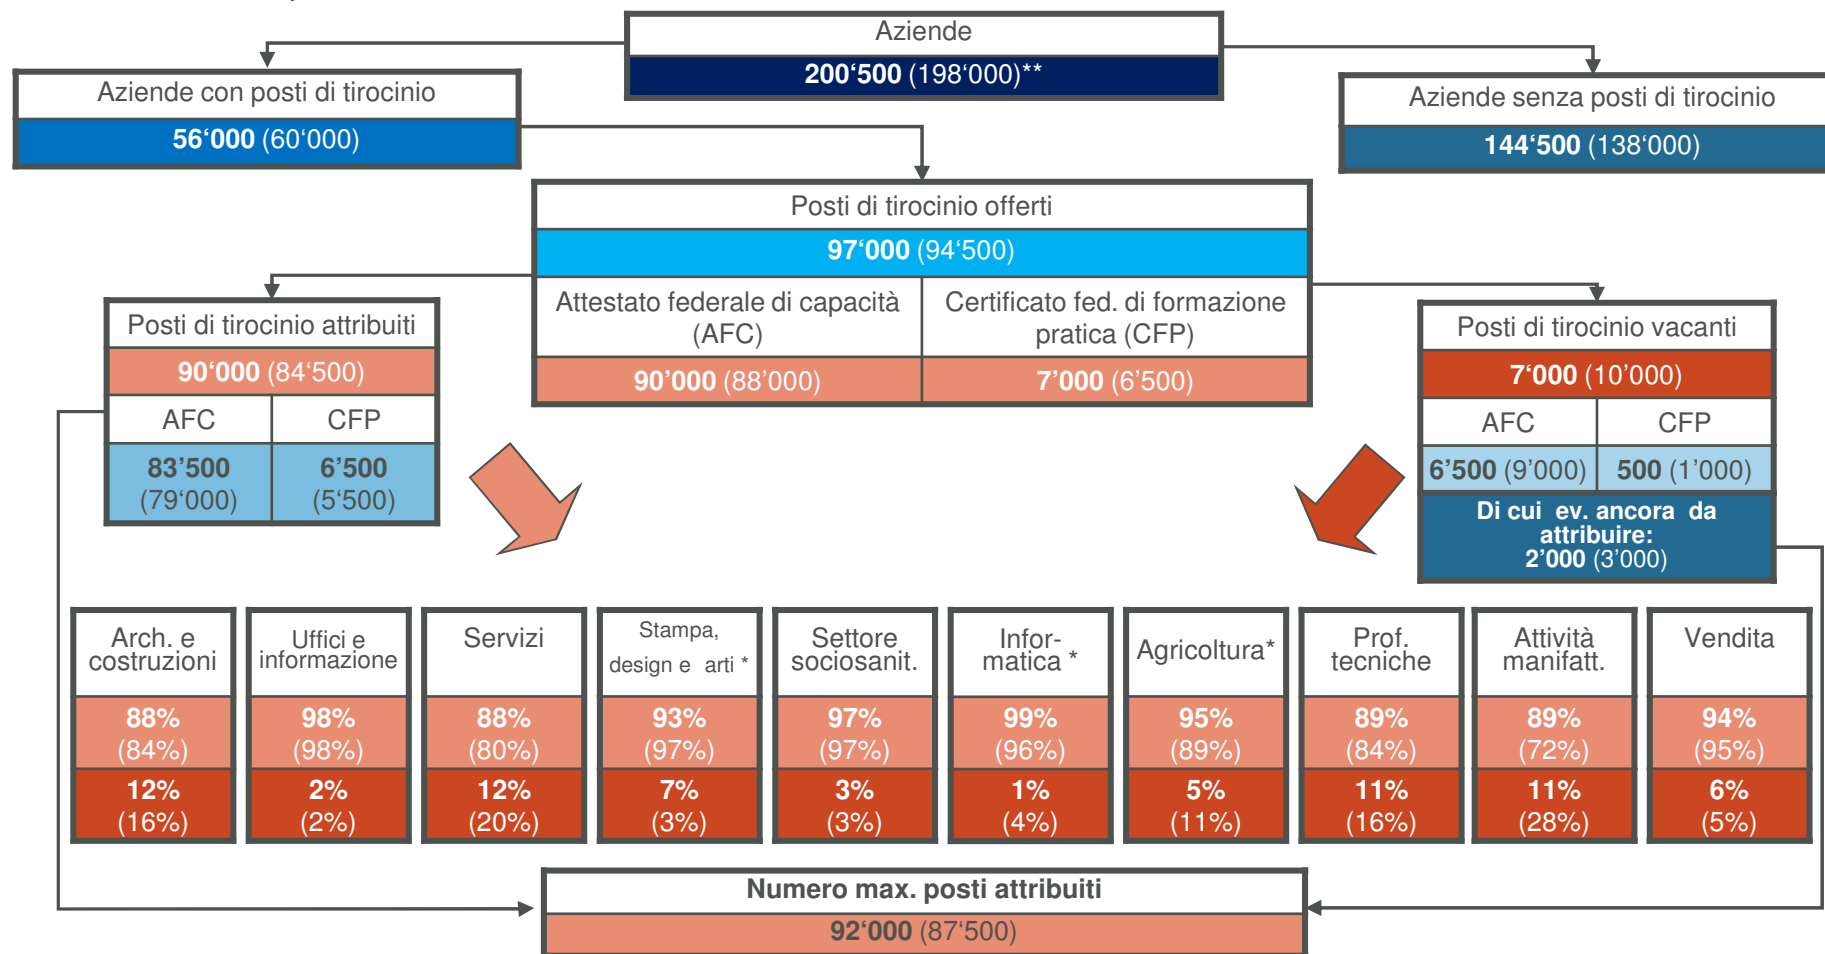 Aziende
200‘500 (198‘000)**
Aziende con posti di tirocinio
56‘000 (60‘000)
Aziende senza posti di tirocinio
144‘500 (138‘000)
Posti di tirocinio offerti
97‘000 (94‘500)
Attestato federale di capacità
(AFC)
Certificato fed. di formazione
pratica (CFP)
90’000 (88’000)
7’000 (6’500)
Posti di tirocinio attribuiti
90‘000 (84‘500)
AFC
CFP
83’500
(79‘000)
6’500
(5‘500)
Posti di tirocinio vacanti
7‘000 (10’000)
AFC
CFP
6’500 (9’000)
500 (1’000)
Di cui ev. ancora da
attribuire:
2’000 (3’000)
Arch. e
costruzioni
88%
(84%)
12%
(16%)
Uffici e
informazione
98%
(98%)
2%
(2%)
Servizi
88%
(80%)
12%
(20%)
Stampa,
design e arti *
93%
(97%)
7%
(3%)
Settore
sociosanit.
97%
(97%)
3%
(3%)
Infor-
matica *
99%
(96%)
1%
(4%)
Agricoltura*
95%
(89%)
5%
(11%)
Prof.
tecniche
89%
(84%)
11%
(16%)
Attività
manifatt.
89%
(72%)
11%
(28%)
Vendita
94%
(95%)
6%
(5%)
Numero max. posti attribuiti
92‘000 (87‘500)